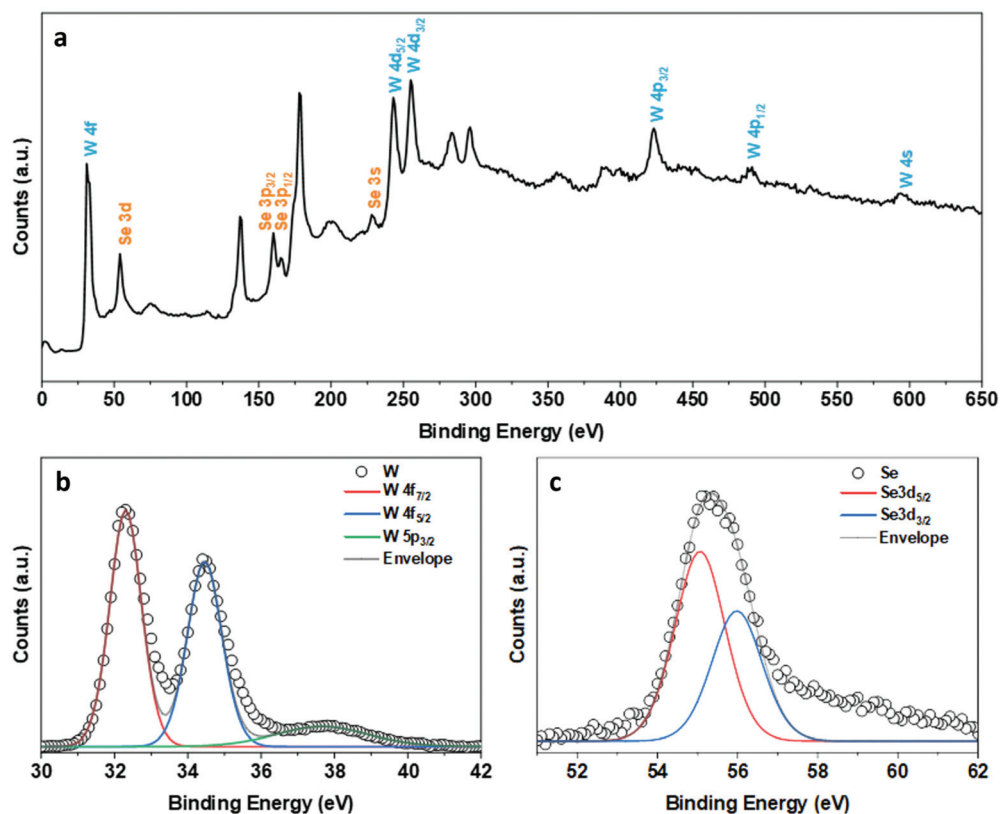 a
Counts (a.u.)
W 4f
Se 3d
Se 3p3/2
Se 3p1/2
Se 3s
W 4d5/2
W 4d3/2
W 4p3/2
W 4p1/2
W 4s
0 50 100 150 200 250 300 350 400 450 500 550 600 650
Binding Energy (eV)
b
Counts (a.u.)
W
W 4f7/2
W 4f5/2
W 5p3/2
Envelope
30 32 34 36 38 40 42
Binding Energy (eV)
c
Counts (a.u.)
Se
Se3d5/2
Se3d3/2
Envelope
52 54 56 58 60 62
Binding Energy (eV)